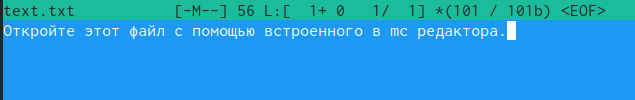 text.txt [-M--] 56 L:[ 1+ 0 1/ 1] *(101 / 101b) <EOF>
Откройте этот файл с помощью встроенного в mc редактора.